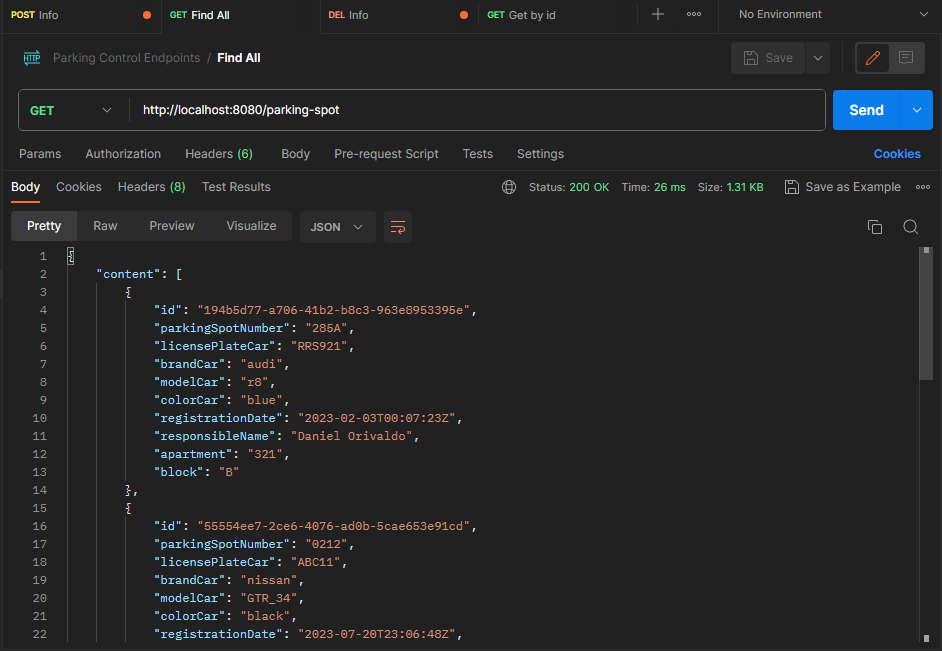 POST Info GET Find All DEL Info GET Get by id No Environment
HTTP Parking Control Endpoints / Find All Save
GET http://localhost:8080/parking-spot Send
Params Authorization Headers (6) Body Pre-request Script Tests Settings Cookies
Body Cookies Headers (8) Test Results Status: 200 OK Time: 26 ms Size: 1.31 KB Save as Example
Pretty Raw Preview Visualize JSON
1 {
2 "content": [
3 {
4 "id": "194b5d77-a706-41b2-b8c3-963e8953395e",
5 "parkingSpotNumber": "285A",
6 "licensePlateCar": "RRS921",
7 "brandCar": "audi",
8 "modelCar": "r8",
9 "colorCar": "blue",
10 "registrationDate": "2023-02-03T00:07:23Z",
11 "responsibleName": "Daniel Orivaldo",
12 "apartment": "321",
13 "block": "B"
14 },
15 {
16 "id": "55554ee7-2ce6-4076-ad0b-5cae653e91cd",
17 "parkingSpotNumber": "0212",
18 "licensePlateCar": "ABC11",
19 "brandCar": "nissan",
20 "modelCar": "GTR_34",
21 "colorCar": "black",
22 "registrationDate": "2023-07-20T23:06:48Z",